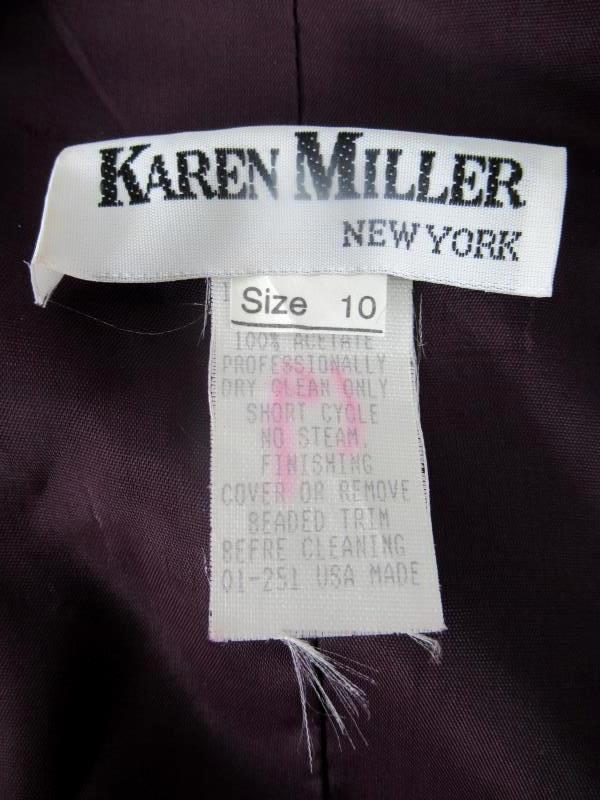 KAREN MILLER
NEW YORK
Size 10
100% ACETATE
PROFESSIONALLY
DRY CLEAN ONLY
SHORT CYCLE
NO STEAM.
FINISHING
COVER OR REMOVE
BEADED TRIM
BEFRE CLEANING
01-251 USA MADE